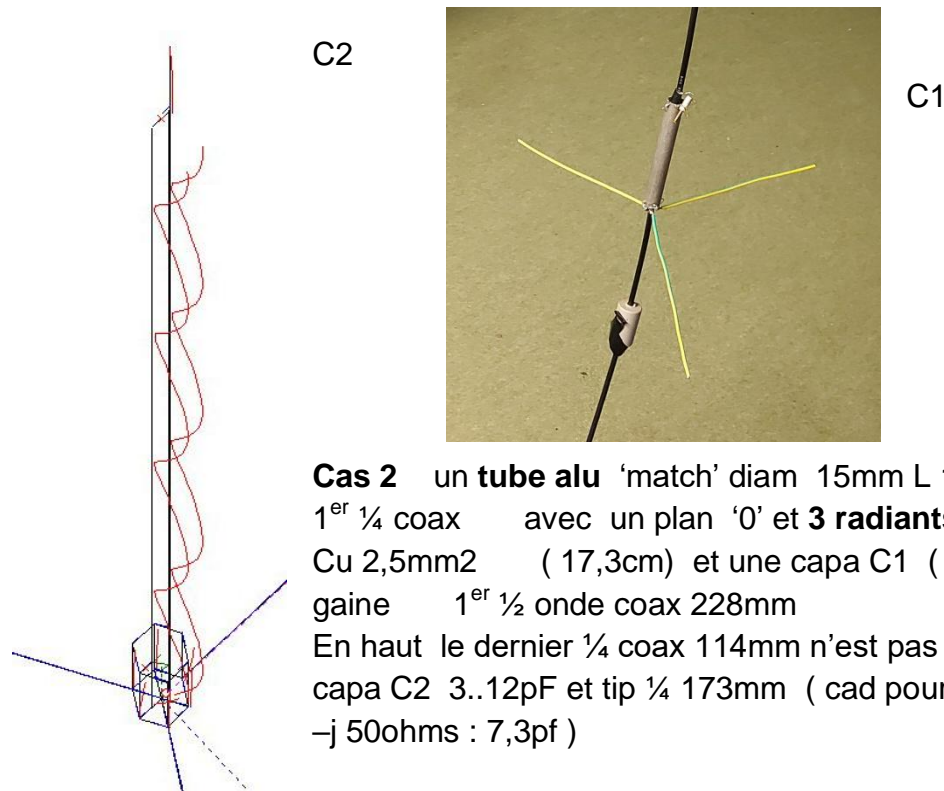 C2
C1
Cas 2 un tube alu ‘match’ diam 15mm L
1er ¼ coax avec un plan ‘0’ et 3 radiants
Cu 2,5mm2 ( 17,3cm) et une capa C1 (
gaine 1er ½ onde coax 228mm
En haut le dernier ¼ coax 114mm n’est pas
capa C2 3..12pF et tip ¼ 173mm ( cad pour
–j 50ohms : 7,3pf )